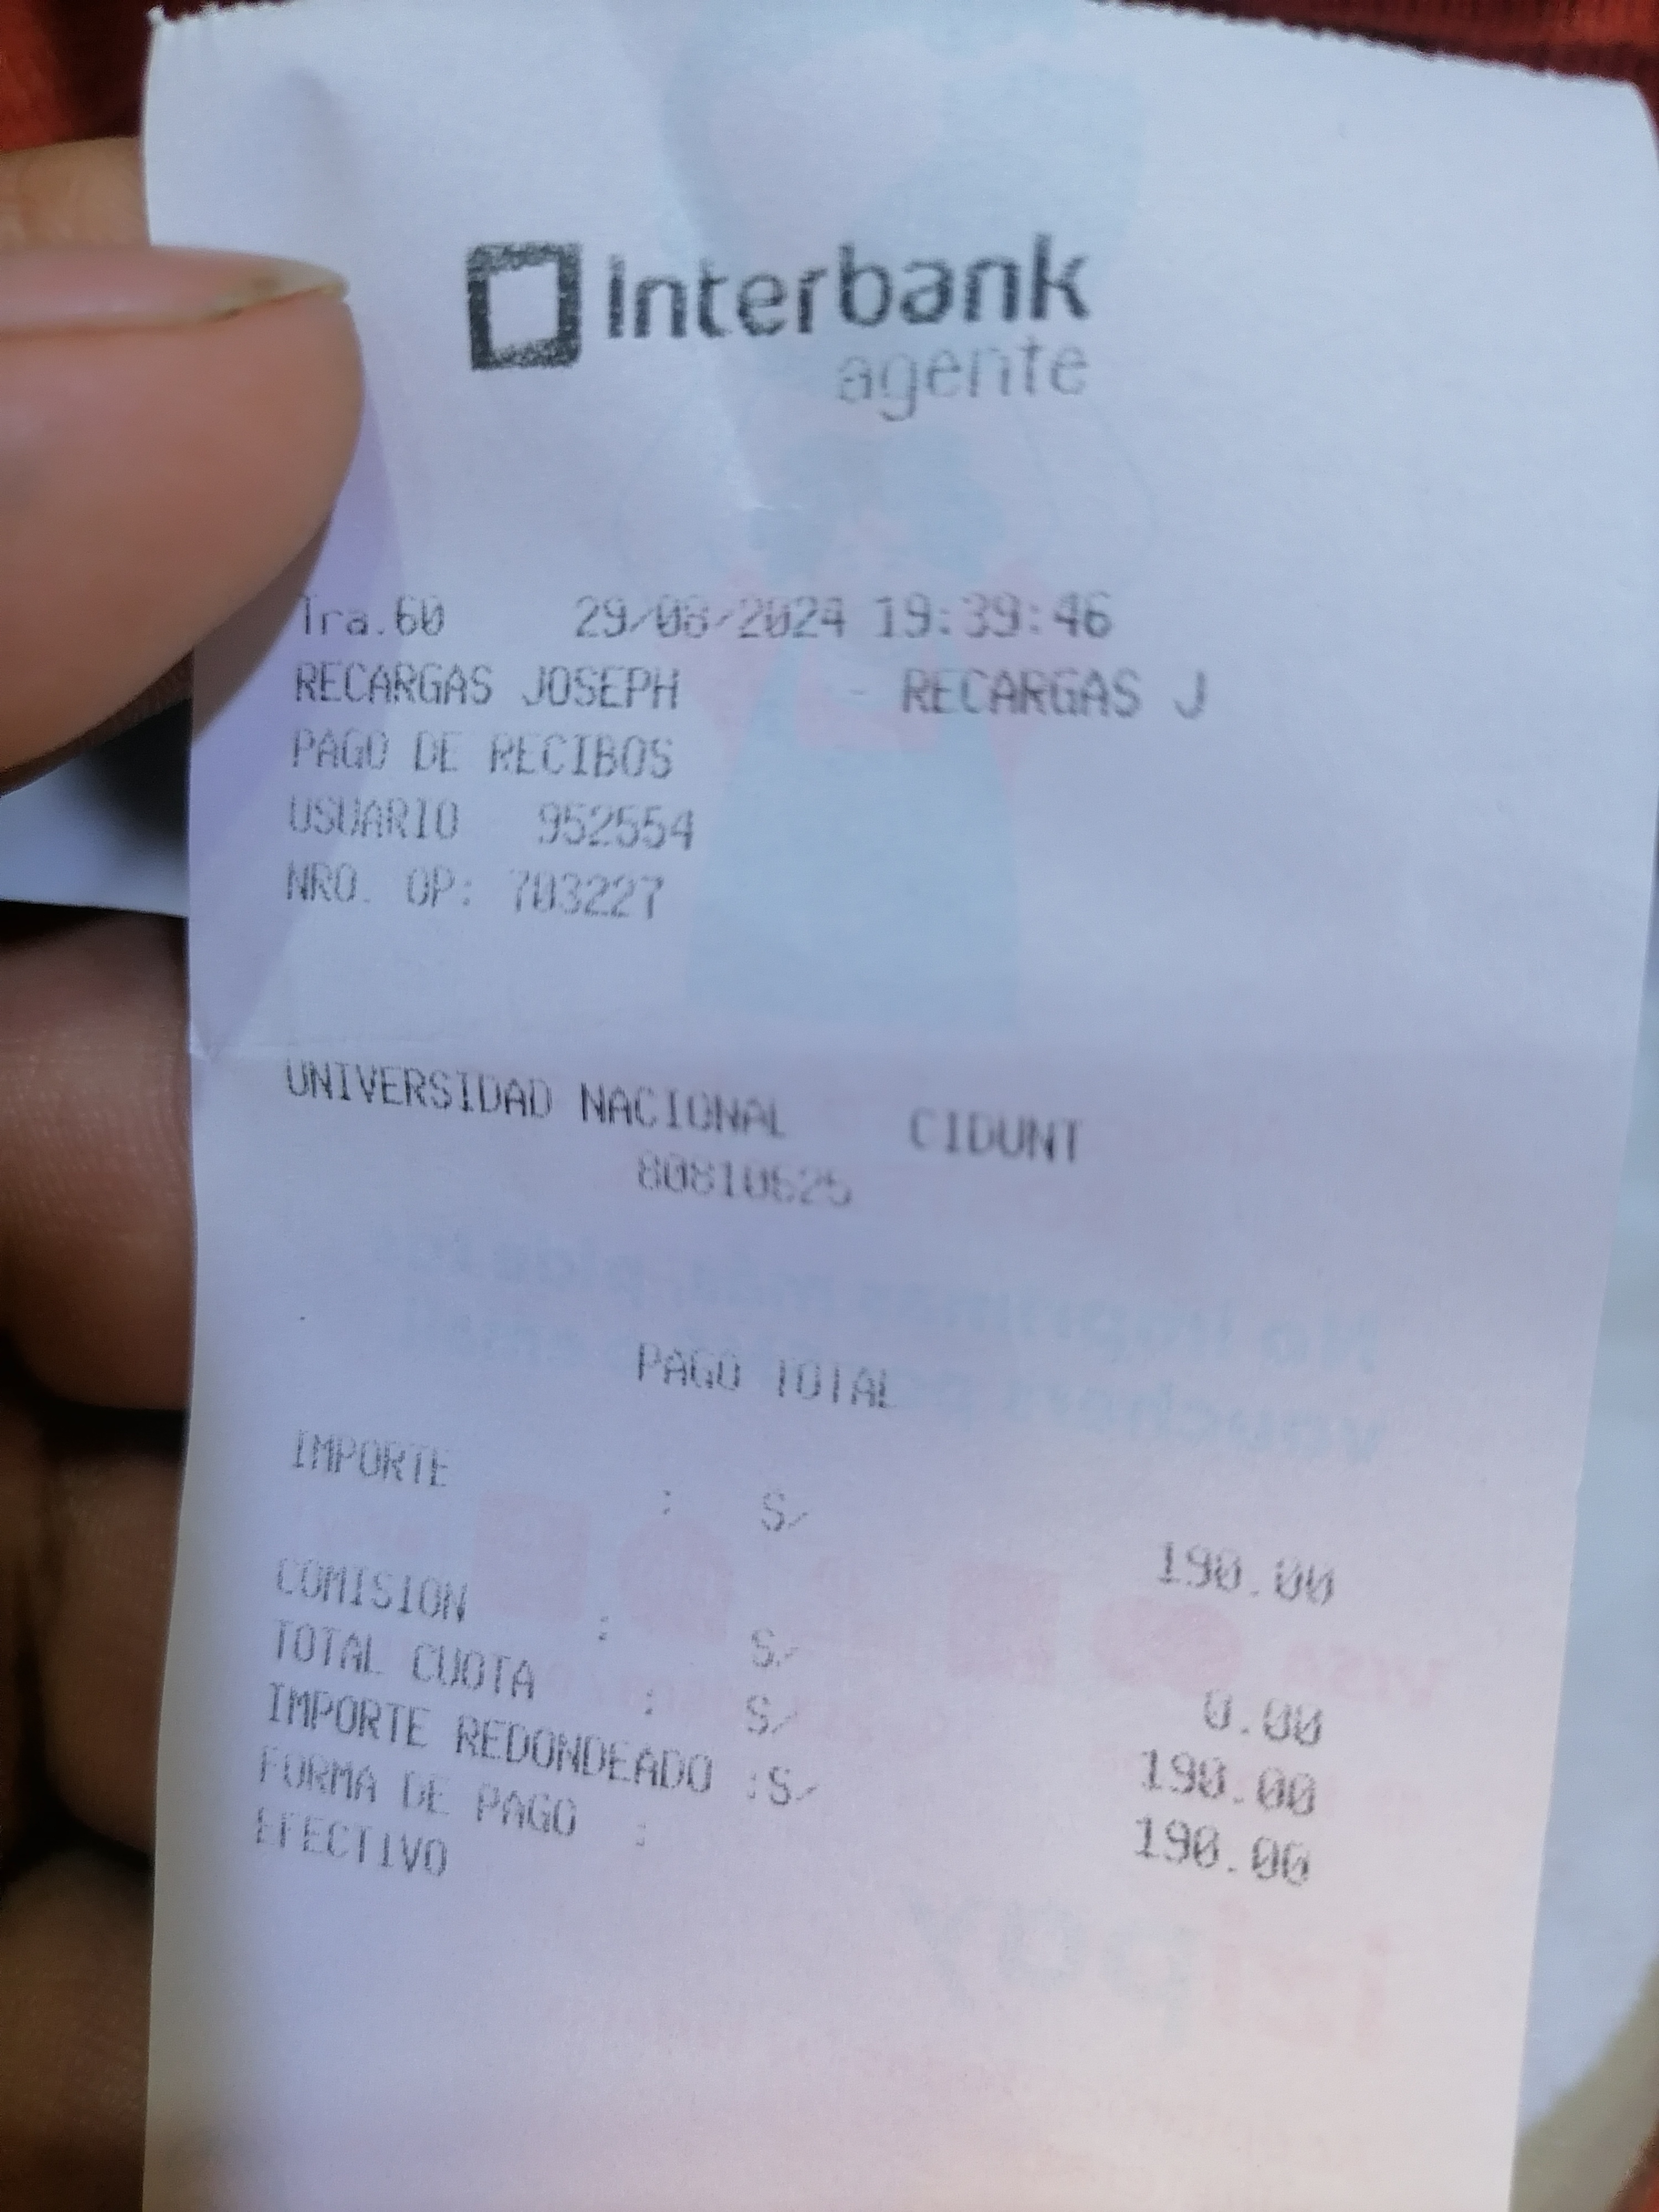 Interbank
agente
Tra.60 29/08/2024 19:39:46
RECARGAS JOSEPH - RECARGAS J
PAGO DE RECIBOS
USUARIO 952554
NRO. OP: 703227
UNIVERSIDAD NACIONAL CIDUNT
80810625
PAGO TOTAL
IMPORTE : S/ 190.00
COMISION : S/ 0.00
TOTAL CUOTA : S/ 190.00
IMPORTE REDONDEADO :S/ 190.00
FORMA DE PAGO :
EFECTIVO